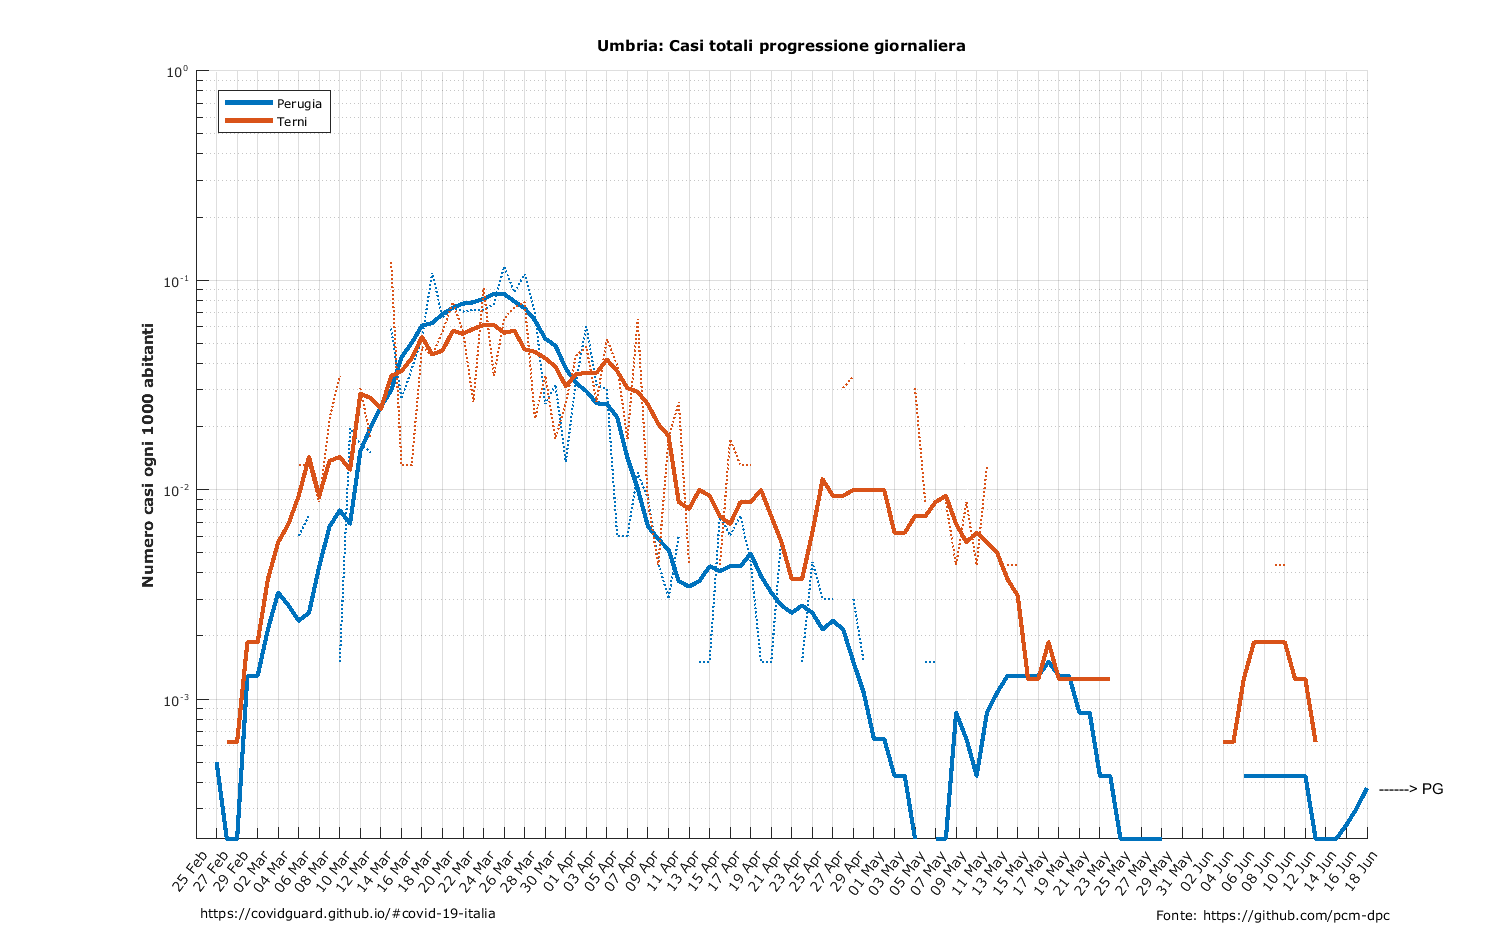 Umbria: Casi totali progressione giornaliera
10^0
10^-1
10^-2
10^-3
Numero casi ogni 1000 abitanti
Perugia
Terni
------> PG
25 Feb
27 Feb
29 Feb
02 Mar
04 Mar
06 Mar
08 Mar
10 Mar
12 Mar
14 Mar
16 Mar
18 Mar
20 Mar
22 Mar
24 Mar
26 Mar
28 Mar
30 Mar
01 Apr
03 Apr
05 Apr
07 Apr
09 Apr
11 Apr
13 Apr
15 Apr
17 Apr
19 Apr
21 Apr
23 Apr
25 Apr
27 Apr
29 Apr
01 May
03 May
05 May
07 May
09 May
11 May
13 May
15 May
17 May
19 May
21 May
23 May
25 May
27 May
29 May
31 May
02 Jun
04 Jun
06 Jun
08 Jun
10 Jun
12 Jun
14 Jun
16 Jun
18 Jun
https://covidguard.github.io/#covid-19-italia
Fonte: https://github.com/pcm-dpc